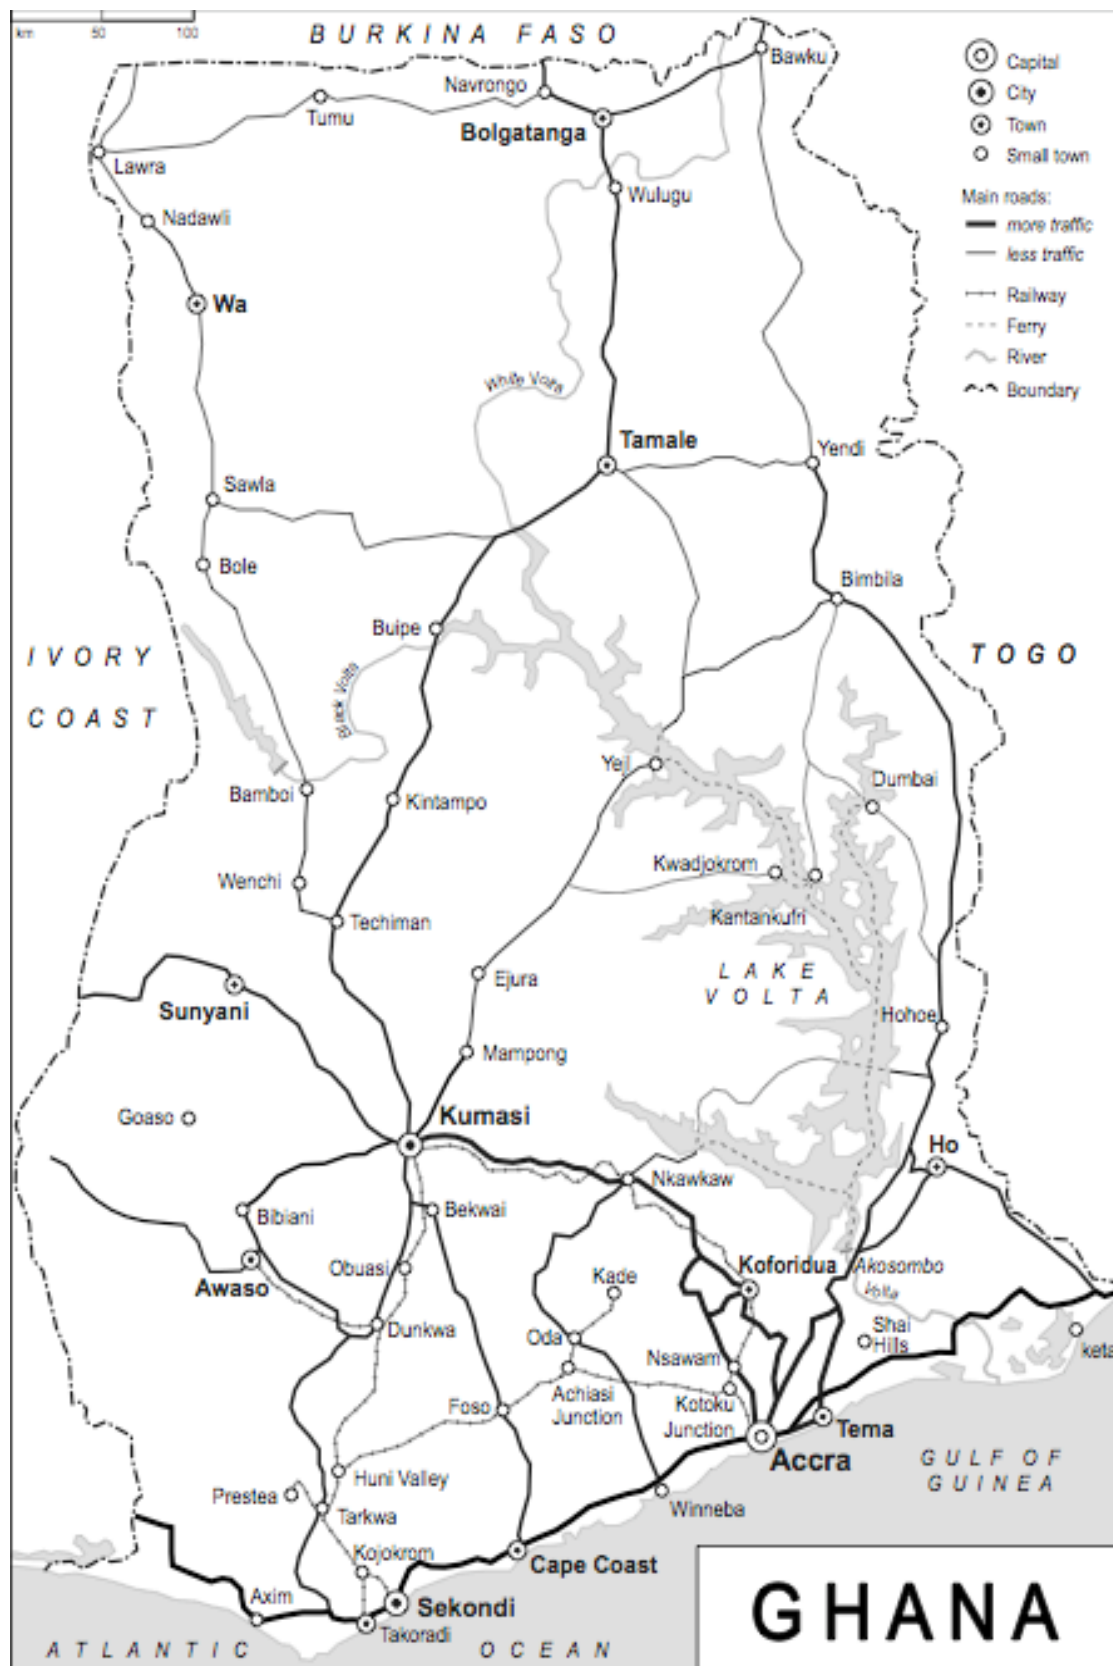 km 50 100
BURKINA FASO
Bawku
Navrongo
Tumu
Bolgatanga
Lawra
Wulugu
Nadawli
Wa
White Volta
Tamale
Yendi
Sawla
Bole
Bimbila
Buipe
IVORY
COAST
TOGO
Black Volta
Yeji
Dumbai
Bamboi
Kintampo
Kwadjokrom
Wenchi
Kantankufri
Techiman
LAKE
VOLTA
Ejura
Sunyani
Hohoe
Mampong
Goaso
Kumasi
Ho
Nkawkaw
Bibiani
Bekwai
Koforidua
Akosombo
Obuasi
Awaso
Kade
Volta
Dunkwa
Oda
Shai
Hills
keta
Nsawam
Achiasi
Junction
Kotoku
Junction
Foso
Tema
Accra
GULF OF
GUINEA
Huni Valley
Prestea
Tarkwa
Winneba
Kojokrom
Cape Coast
Axim
Sekondi
Takoradi
ATLANTIC OCEAN
Capital
City
Town
Small town
Main roads:
more traffic
less traffic
Railway
Ferry
River
Boundary
GHANA